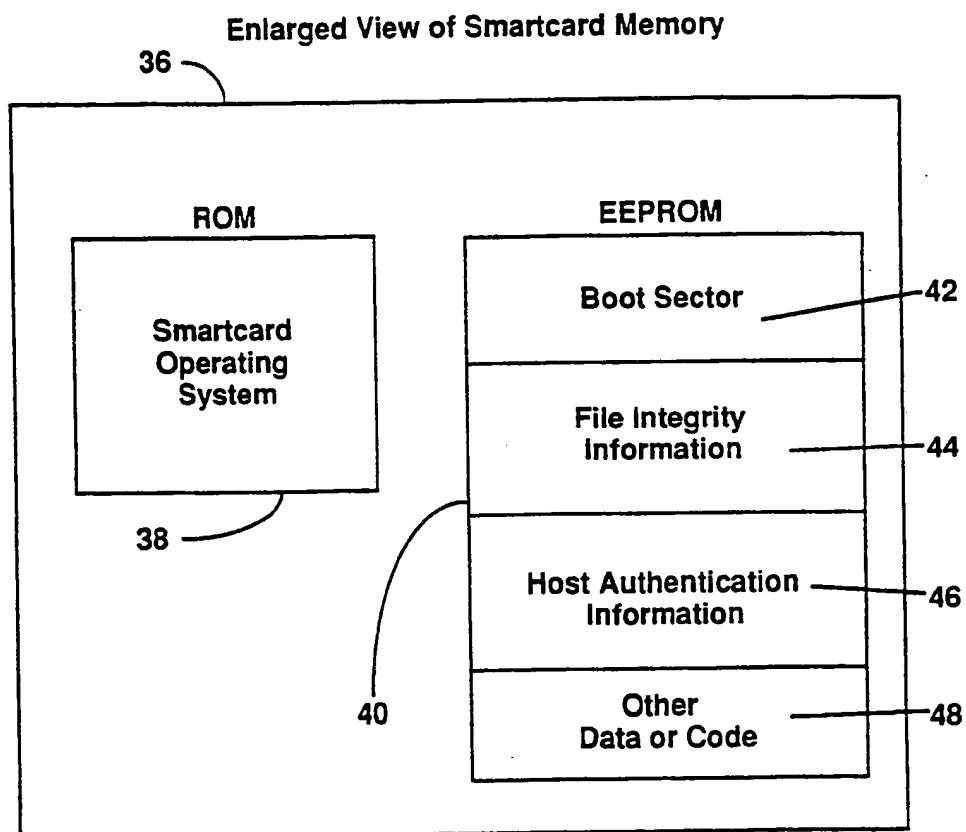 Enlarged View of Smartcard Memory
36
ROM
EEPROM
Smartcard
Operating
System
38
Boot Sector
42
File Integrity
Information
44
Host Authentication
Information
46
40
Other
Data or Code
48